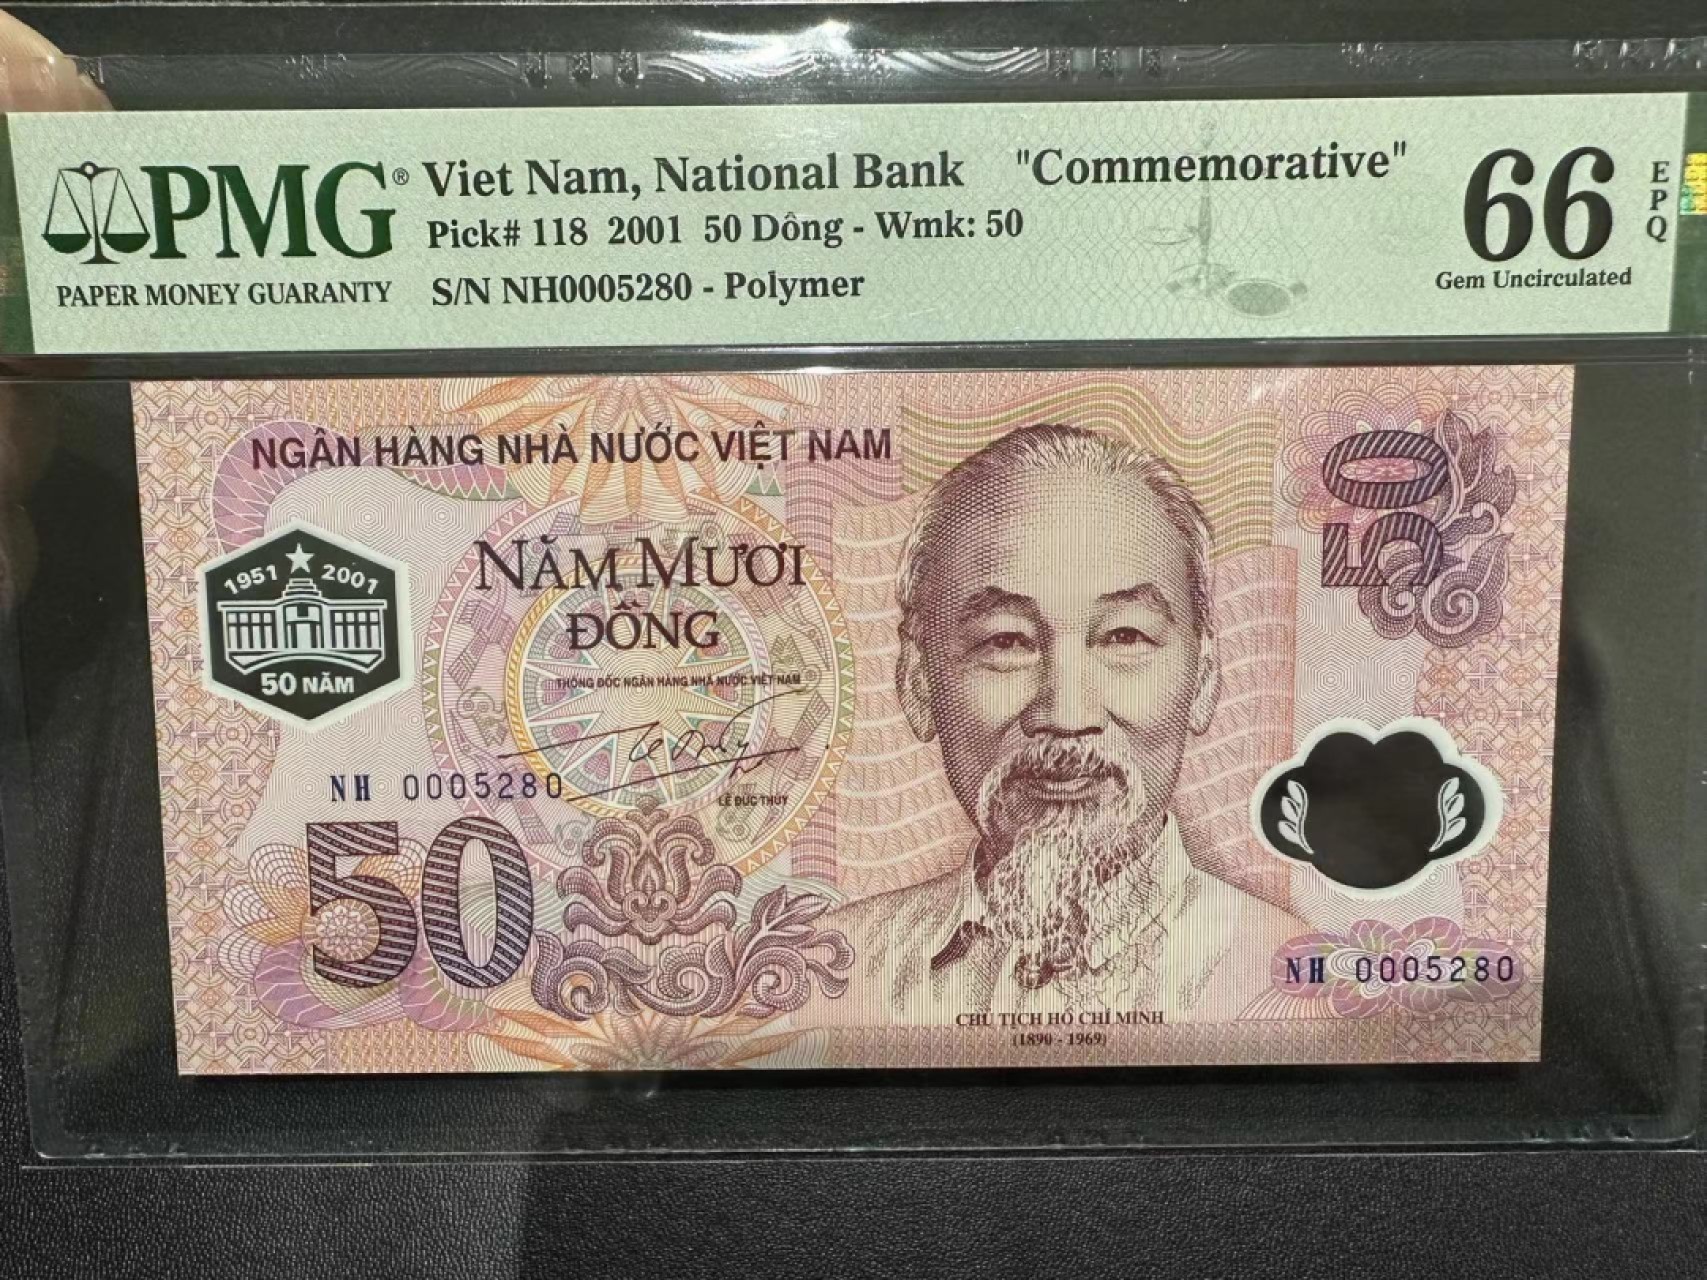 PMG® Viet Nam, National Bank "Commemorative" 66 EPQ
Pick# 118 2001 50 Dông - Wmk: 50
PAPER MONEY GUARANTY S/N NH0005280 - Polymer Gem Uncirculated
NGÂN HÀNG NHÀ NƯỚC VIỆT NAM
50
1951 2001
50 NĂM
NĂM MƯƠI
ĐỒNG
THỐNG ĐỐC NGÂN HÀNG NHÀ NƯỚC VIỆT NAM
NH 0005280
LÊ ĐỨC THÚY
50
NH 0005280
CHỦ TỊCH HỒ CHÍ MINH
(1890 - 1969)